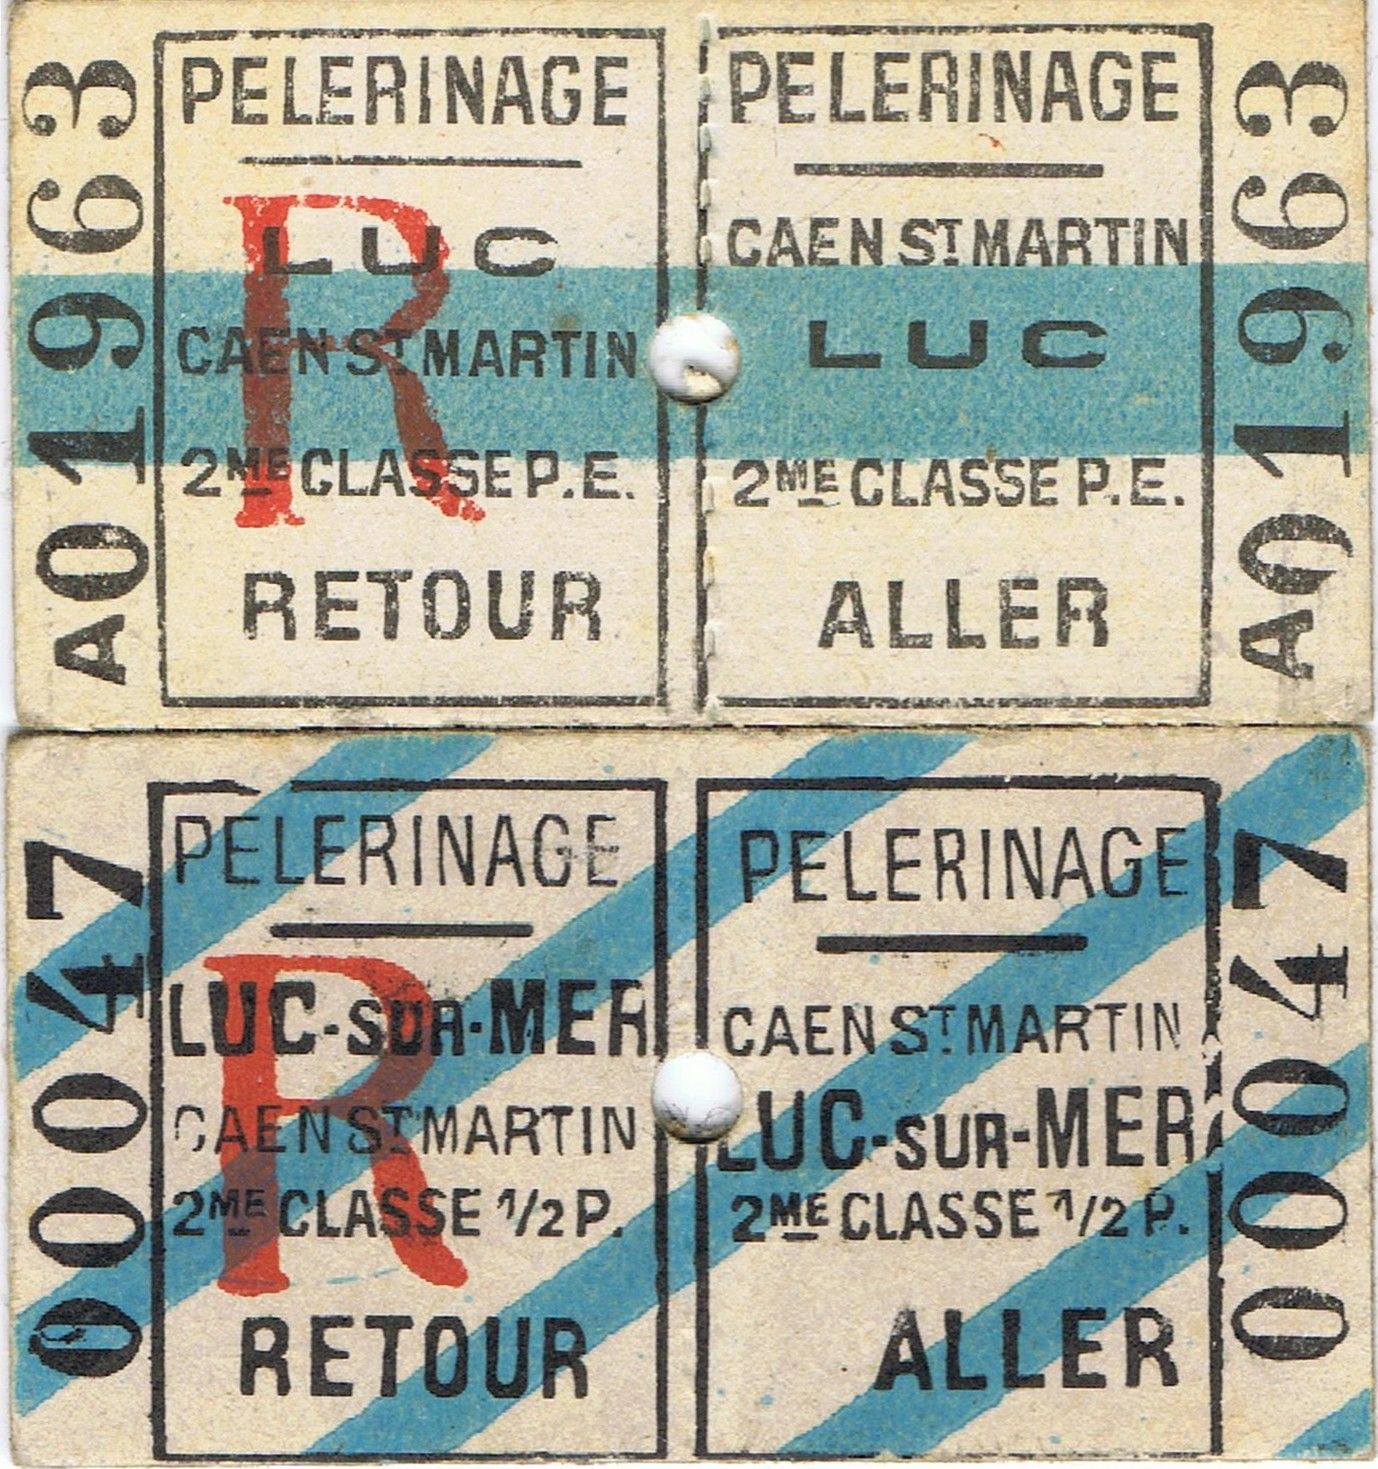 A01963
PELERINAGE
R
LUC
CAEN ST MARTIN
2ME CLASSE P.E.
RETOUR
PELERINAGE
CAEN ST MARTIN
LUC
2ME CLASSE P.E.
ALLER
A01963
00047
PELERINAGE
R
LUC-SUR-MER
CAEN ST MARTIN
2ME CLASSE 1/2 P.
RETOUR
PELERINAGE
CAEN ST MARTIN
LUC-SUR-MER
2ME CLASSE 1/2 P.
ALLER
00047